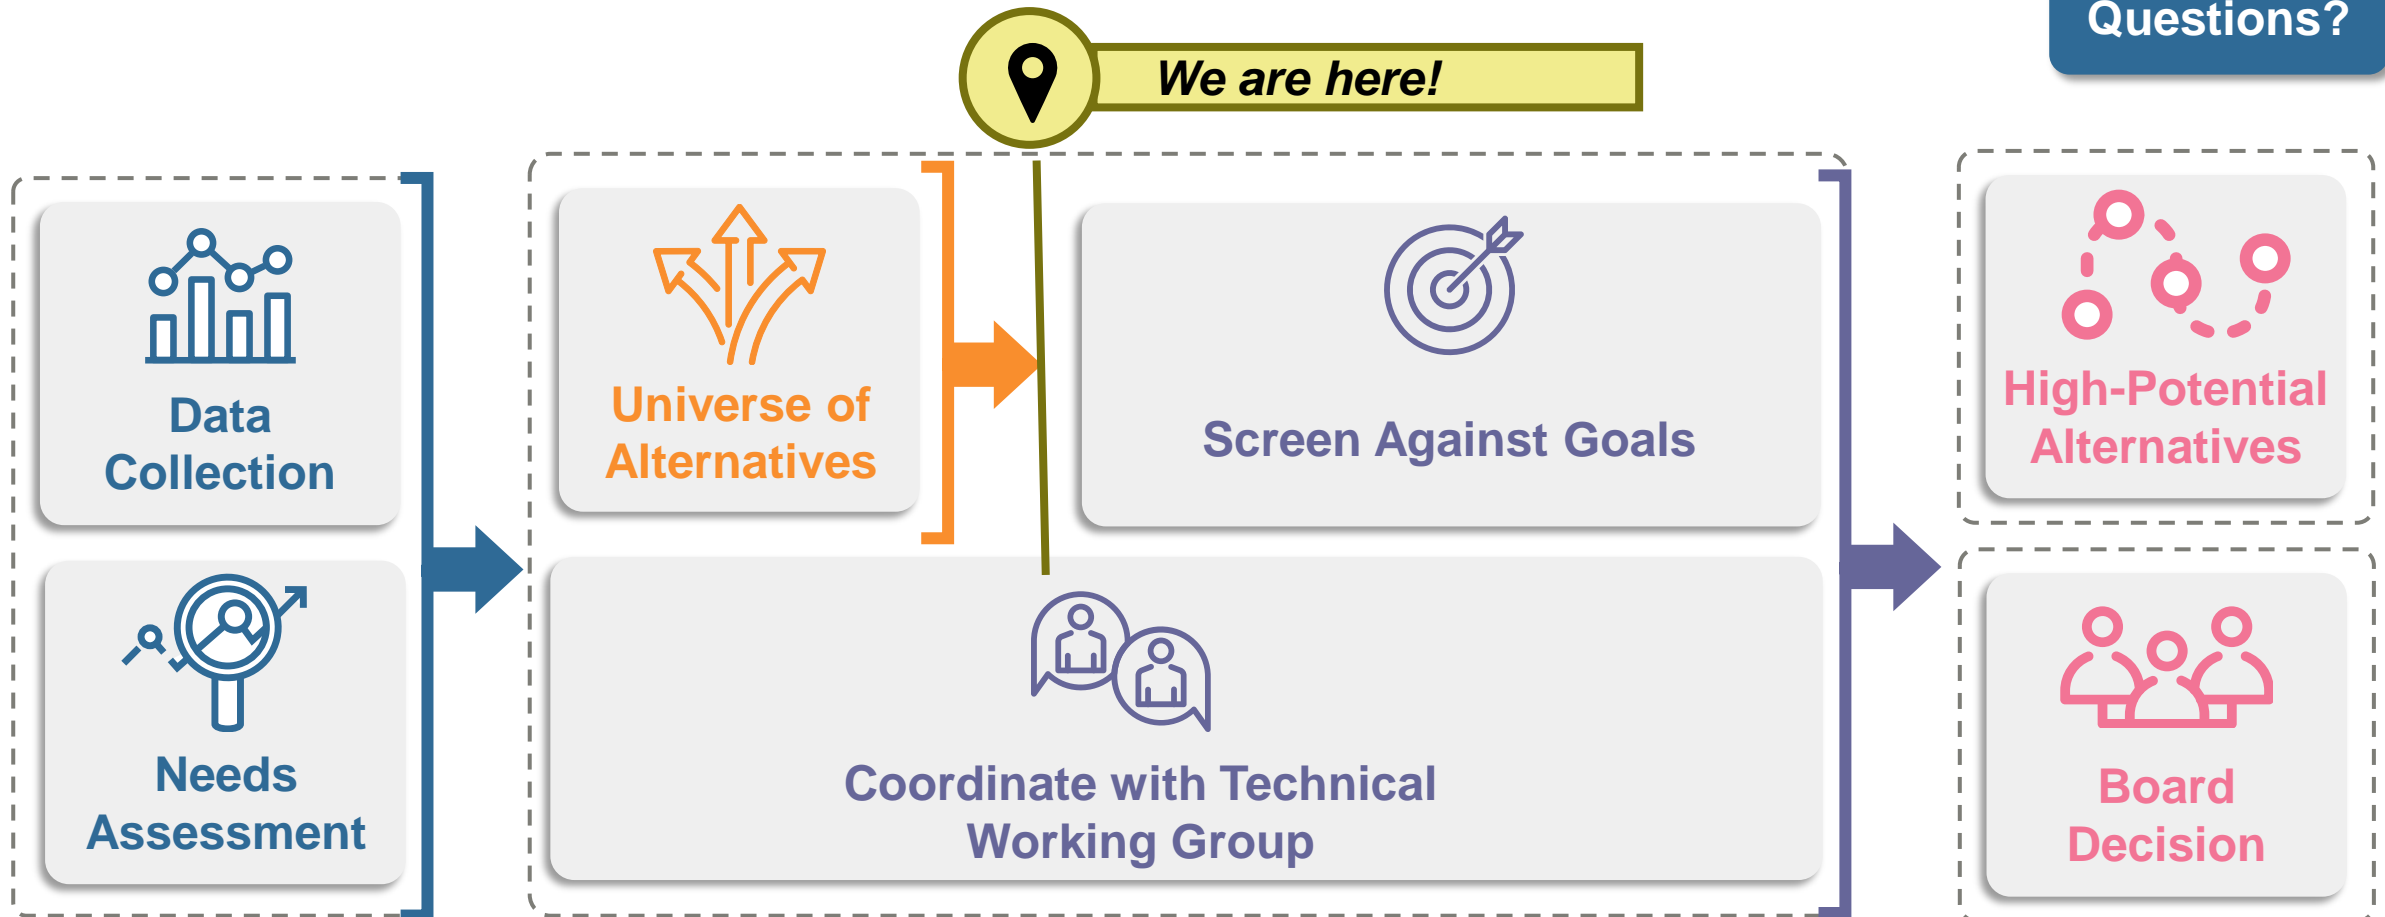 Questions?
We are here!
Data
Collection
Needs
Assessment
Universe of
Alternatives
Screen Against Goals
Coordinate with Technical
Working Group
High-Potential
Alternatives
Board
Decision